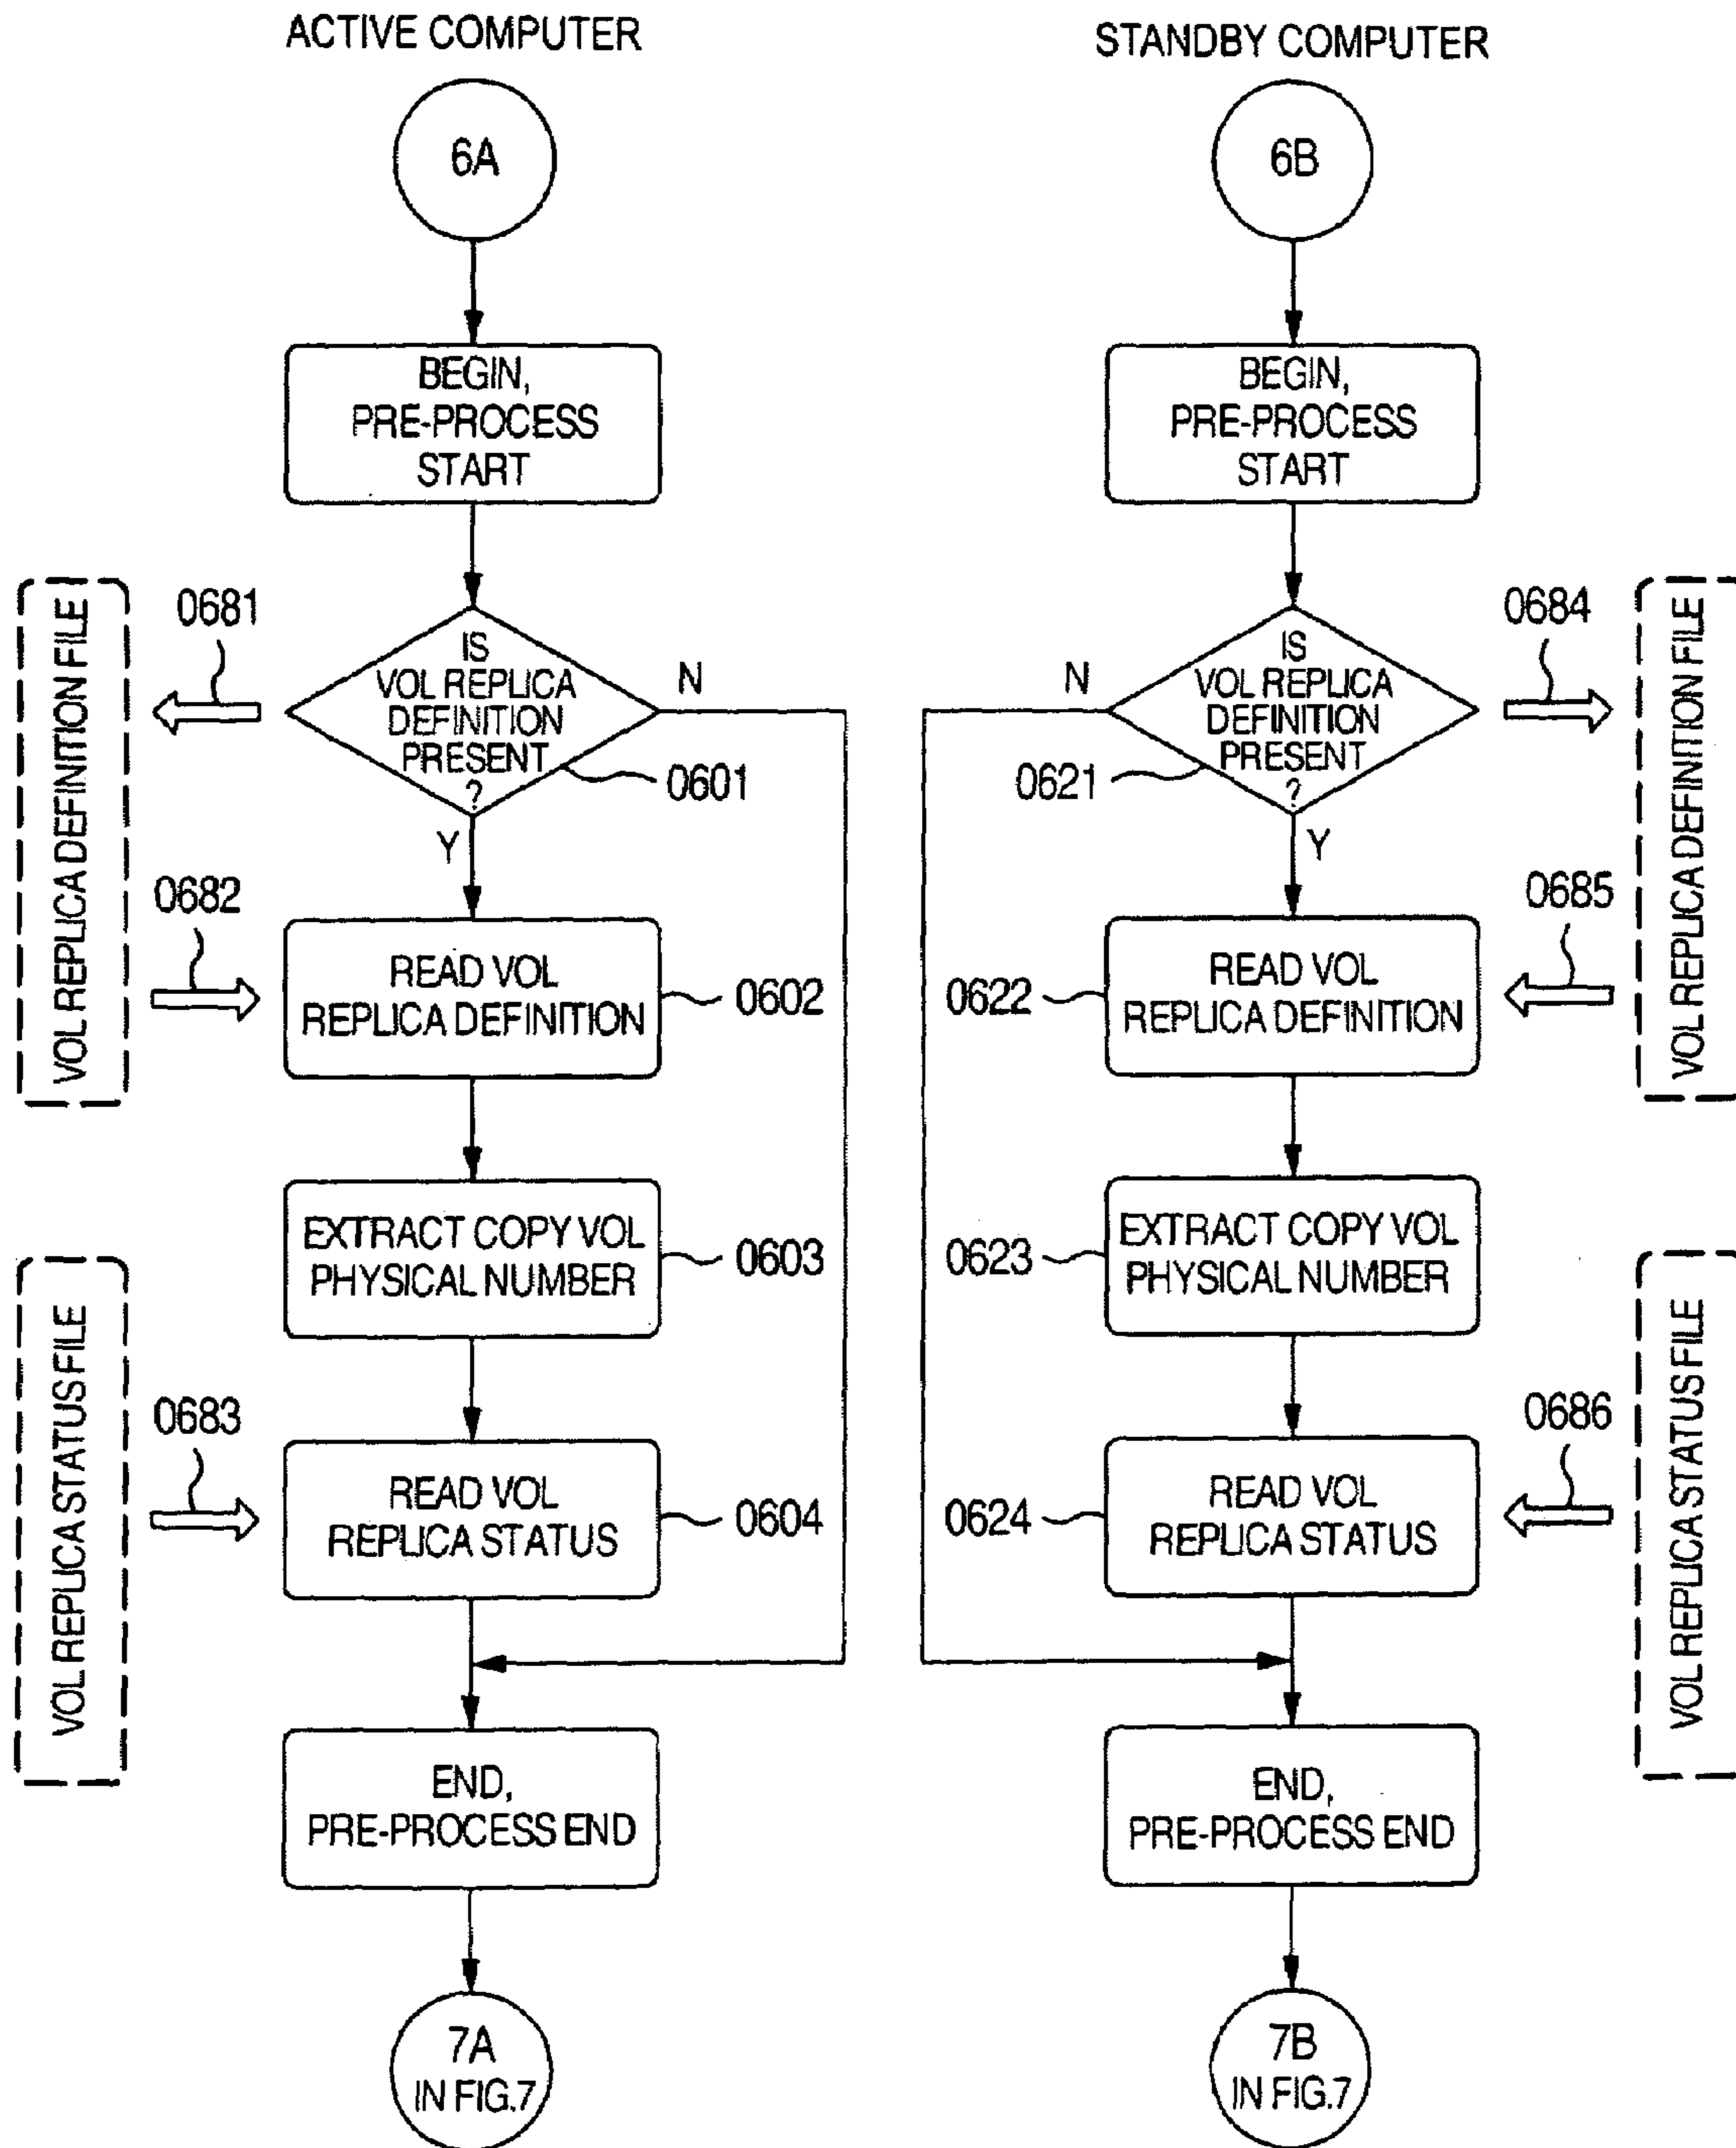 ACTIVE COMPUTER
6A
BEGIN,
PRE-PROCESS
START
VOL REPLICA DEFINITION FILE
0681
IS
VOL REPLICA
DEFINITION
PRESENT
?
N
0601
Y
0682
READ VOL
REPLICA DEFINITION
0602
EXTRACT COPY VOL
PHYSICAL NUMBER
0603
VOL REPLICA STATUS FILE
0683
READ VOL
REPLICA STATUS
0604
END,
PRE-PROCESS END
7A
IN FIG.7
STANDBY COMPUTER
6B
BEGIN,
PRE-PROCESS
START
N
IS
VOL REPLICA
DEFINITION
PRESENT
?
0621
Y
0684
VOL REPLICA DEFINITION FILE
0685
0622
READ VOL
REPLICA DEFINITION
0623
EXTRACT COPY VOL
PHYSICAL NUMBER
0624
READ VOL
REPLICA STATUS
0686
VOL REPLICA STATUS FILE
END,
PRE-PROCESS END
7B
IN FIG.7